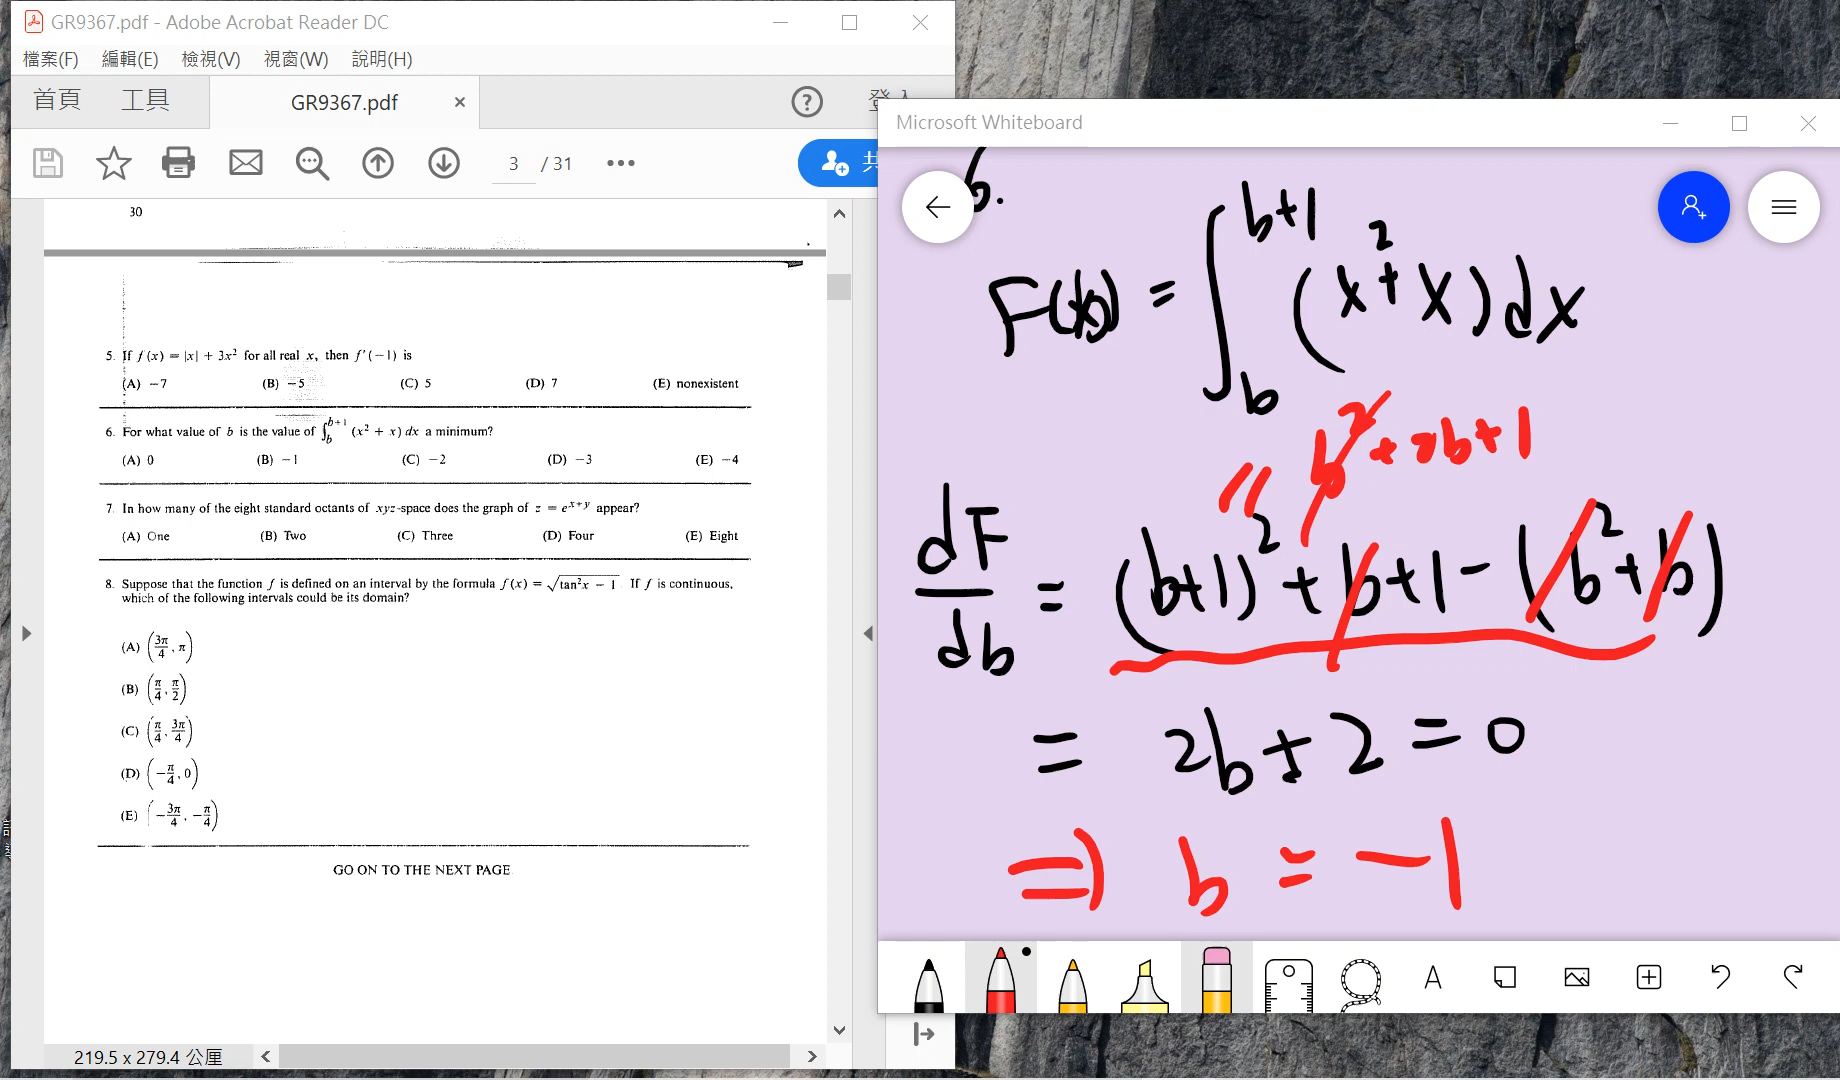 GR9367.pdf - Adobe Acrobat Reader DC
檔案(F) 編輯(E) 檢視(V) 視窗(W) 說明(H)
首頁 工具 GR9367.pdf × ?
3 / 31 •••
30
5. If f(x) = |x| + 3x² for all real x, then f′(−1) is
(A) −7 (B) −5 (C) 5 (D) 7 (E) nonexistent
6. For what value of b is the value of ∫_b^{b+1} (x² + x) dx a minimum?
(A) 0 (B) −1 (C) −2 (D) −3 (E) −4
7. In how many of the eight standard octants of xyz-space does the graph of z = e^{x+y} appear?
(A) One (B) Two (C) Three (D) Four (E) Eight
8. Suppose that the function f is defined on an interval by the formula f(x) = √(tan²x − 1). If f is continuous,
which of the following intervals could be its domain?
(A) (3π/4, π)
(B) (π/4, π/2)
(C) (π/4, 3π/4)
(D) (−π/4, 0)
(E) (−3π/4, −π/4)
GO ON TO THE NEXT PAGE
219.5 x 279.4 公厘
Microsoft Whiteboard
6.
F(b) = ∫_b^{b+1} (x² + x) dx
b² + 2b + 1
dF/db = (b+1)² + b + 1 − (b² + b)
= 2b + 2 = 0
⇒ b = −1
A